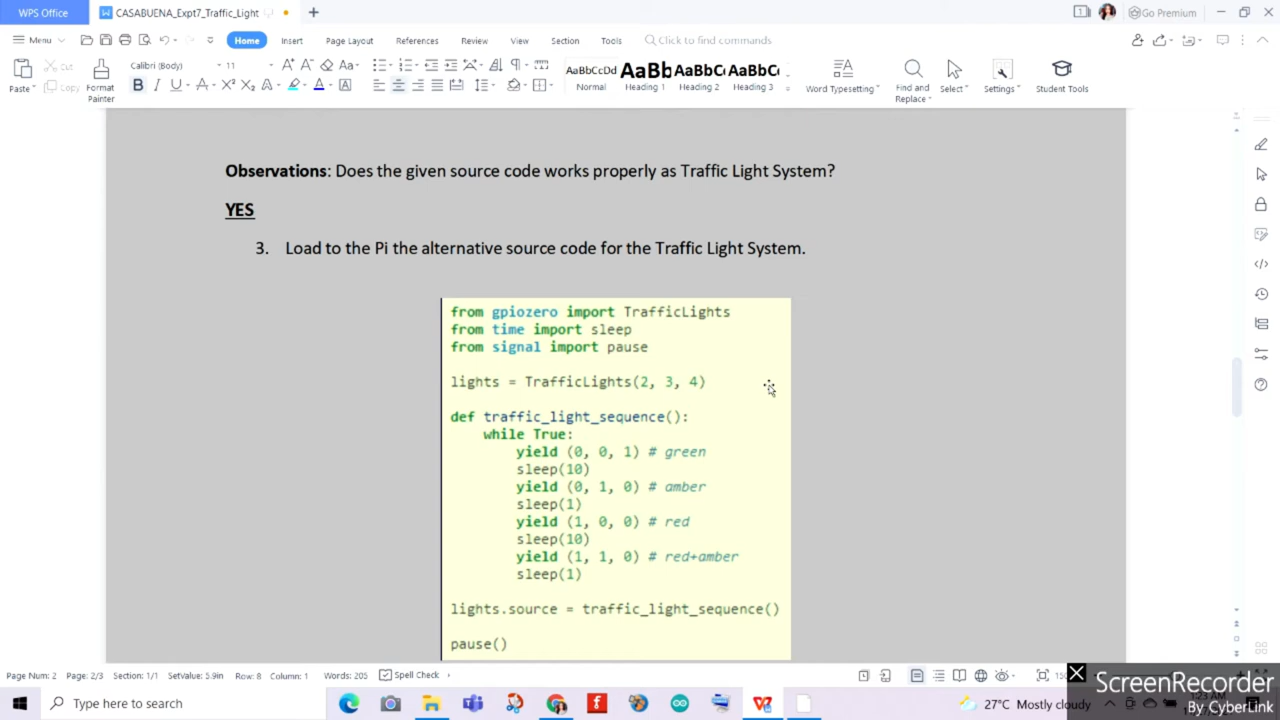 WPS Office
CASABUENA_Expt7_Traffic_Light
Go Premium
Menu
Home
Insert
Page Layout
References
Review
View
Section
Tools
Click to find commands
Paste
Cut
Copy
Format Painter
Calibri (Body)
11
AaBbCcDd
Normal
AaBb
Heading 1
AaBbCc
Heading 2
AaBbCc
Heading 3
Word Typesetting
Find and Replace
Select
Settings
Student Tools
Observations: Does the given source code works properly as Traffic Light System?
YES
3. Load to the Pi the alternative source code for the Traffic Light System.
from gpiozero import TrafficLights
from time import sleep
from signal import pause
lights = TrafficLights(2, 3, 4)
def traffic_light_sequence():
while True:
yield (0, 0, 1) # green
sleep(10)
yield (0, 1, 0) # amber
sleep(1)
yield (1, 0, 0) # red
sleep(10)
yield (1, 1, 0) # red+amber
sleep(1)
lights.source = traffic_light_sequence()
pause()
Page Num: 2 Page: 2/3 Section: 1/1 SetValue: 5.9in Row: 8 Column: 1 Words: 205 Spell Check
ScreenRecorder
By CyberLink
Type here to search
27°C Mostly cloudy